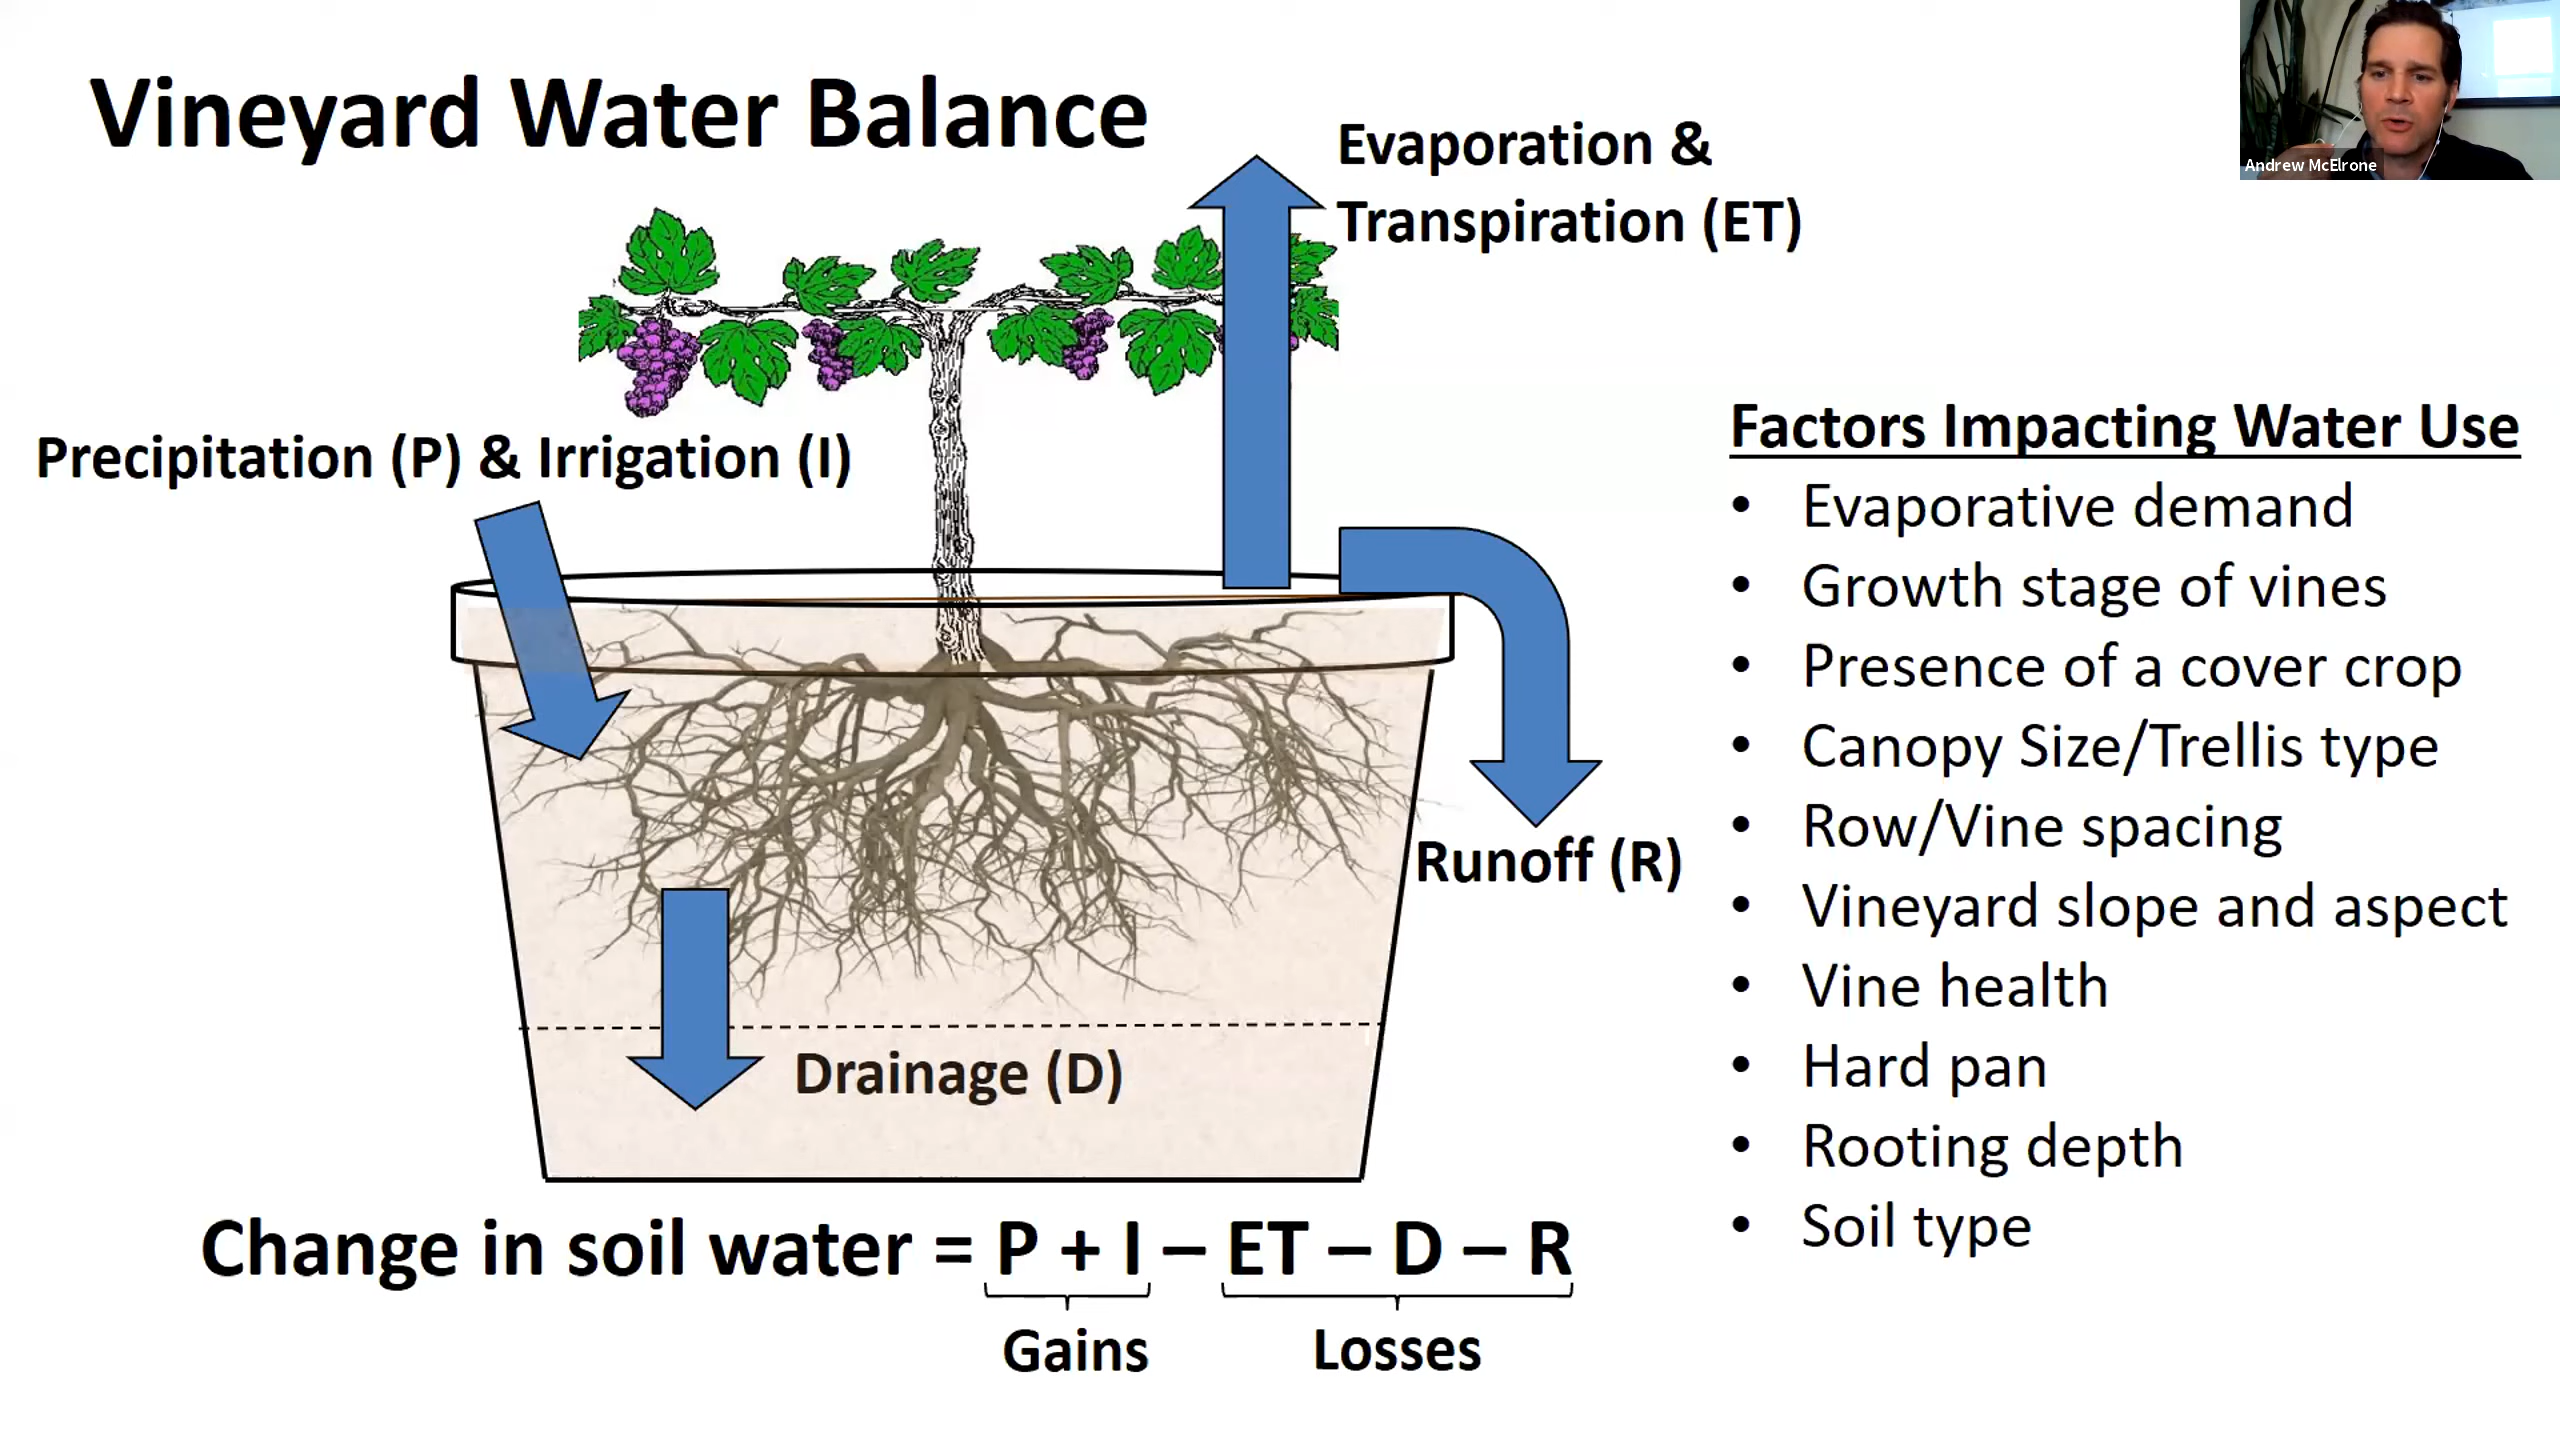 Vineyard Water Balance
Andrew McElrone
Evaporation &
Transpiration (ET)
Precipitation (P) & Irrigation (I)
Runoff (R)
Drainage (D)
Change in soil water = P + I – ET – D – R
Gains
Losses
Factors Impacting Water Use
• Evaporative demand
• Growth stage of vines
• Presence of a cover crop
• Canopy Size/Trellis type
• Row/Vine spacing
• Vineyard slope and aspect
• Vine health
• Hard pan
• Rooting depth
• Soil type